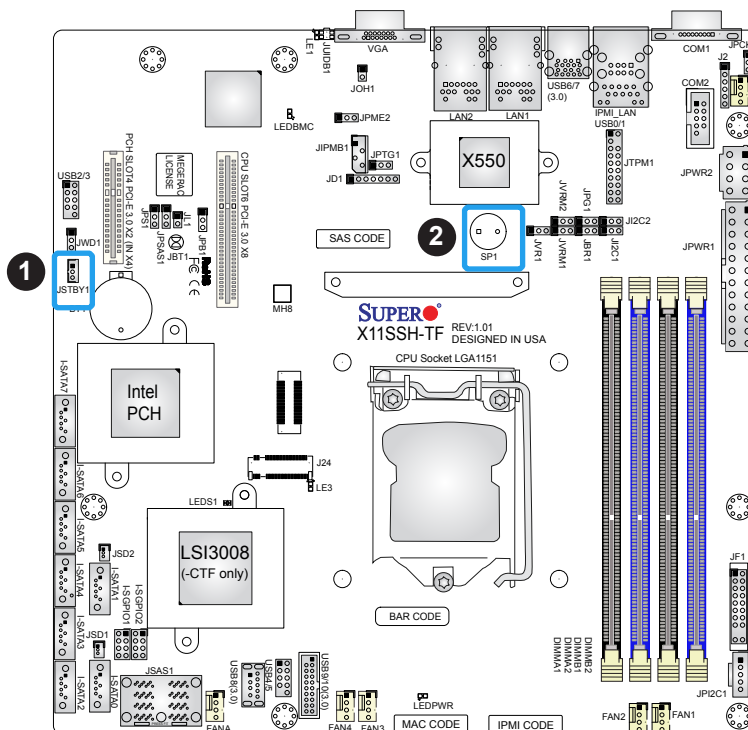 LE1
JUIDB1
VGA
COM1
JPCH
J2
LEDBMC
JOH1
JPME2
LAN2
LAN1
USB6/7
(3.0)
IPMI_LAN
USB0/1
COM2
JIPMB1
JPTG1
JD1
X550
JTPM1
JPWR2
USB2/3
PCH SLOT4 PCI-E 3.0 X2 (IN X4)
MEGERAC
LICENSE
CPU SLOT6 PCI-E 3.0 X8
JPS1
JPSAS1
JL1
JPB1
JBT1
JWD1
RoHS
SAS CODE
2
SP1
JVRM2
JPG1
JI2C2
JVR1
JVRM1
JBR1
JI2C1
JPWR1
1
JSTBY1
MH8
SUPER
X11SSH-TF
REV:1.01
DESIGNED IN USA
CPU Socket LGA1151
Intel
PCH
I-SATA7
I-SATA6
I-SATA5
I-SATA4
I-SATA3
I-SATA2
J24
LE3
LEDS1
LSI3008
(-CTF only)
JSD2
I-SATA1
I-SGPIO1
I-SGPIO2
JSD1
I-SATA0
JSAS1
USB8(3.0)
USB4/5
USB9/10(3.0)
FANA
FAN4
FAN3
BAR CODE
LEDPWR
MAC CODE
IPMI CODE
DIMMA1
DIMMA2
DIMMB1
DIMMB2
FAN2
FAN1
JF1
JPI2C1